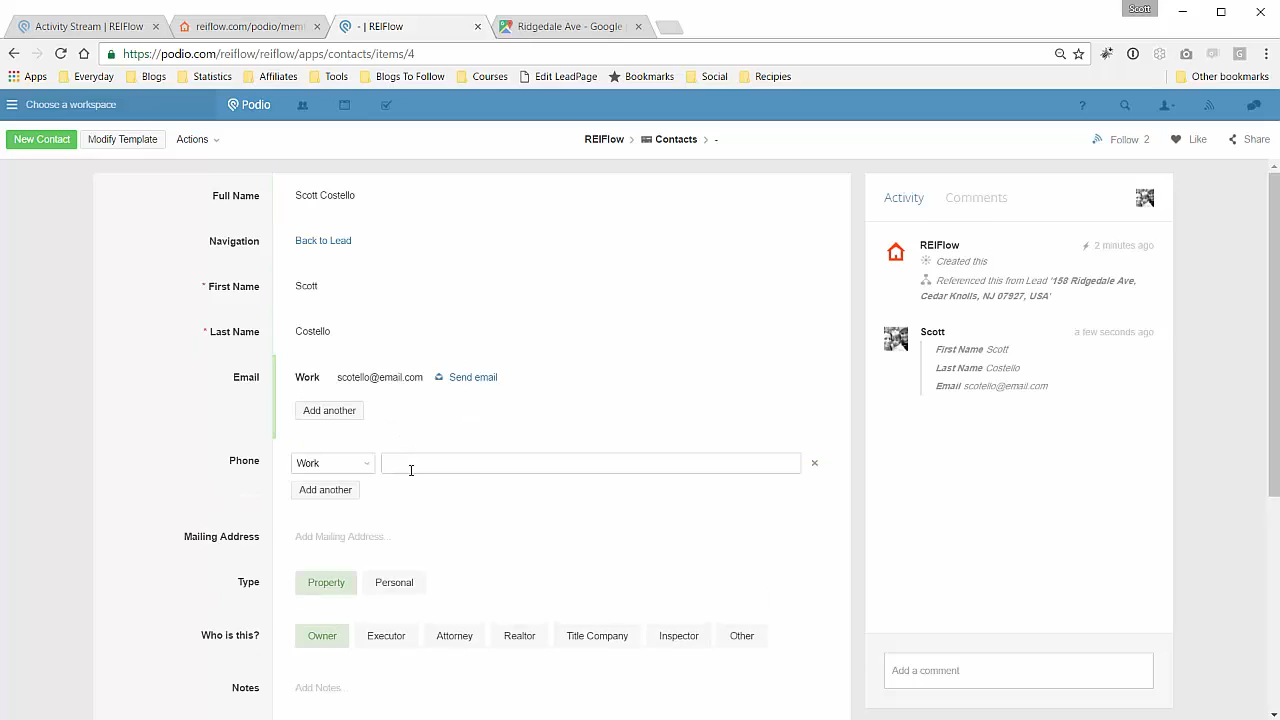 Scott
Activity Stream | REIFlow
reiflow.com/podio/mem
- | REIFlow
Ridgedale Ave - Google
https://podio.com/reiflow/reiflow/apps/contacts/items/4
Apps Everyday Blogs Statistics Affiliates Tools Blogs To Follow Courses Edit LeadPage Bookmarks Social Recipies Other bookmarks
Choose a workspace Podio ?
New Contact Modify Template Actions REIFlow > Contacts > - Follow 2 Like Share
Full Name Scott Costello
Navigation Back to Lead
* First Name Scott
* Last Name Costello
Email Work scotello@email.com Send email
Add another
Phone Work
Add another
Mailing Address Add Mailing Address...
Type Property Personal
Who is this? Owner Executor Attorney Realtor Title Company Inspector Other
Notes Add Notes...
Activity Comments
REIFlow 2 minutes ago
Created this
Referenced this from Lead '158 Ridgedale Ave,
Cedar Knolls, NJ 07927, USA'
Scott a few seconds ago
First Name Scott
Last Name Costello
Email scotello@email.com
Add a comment